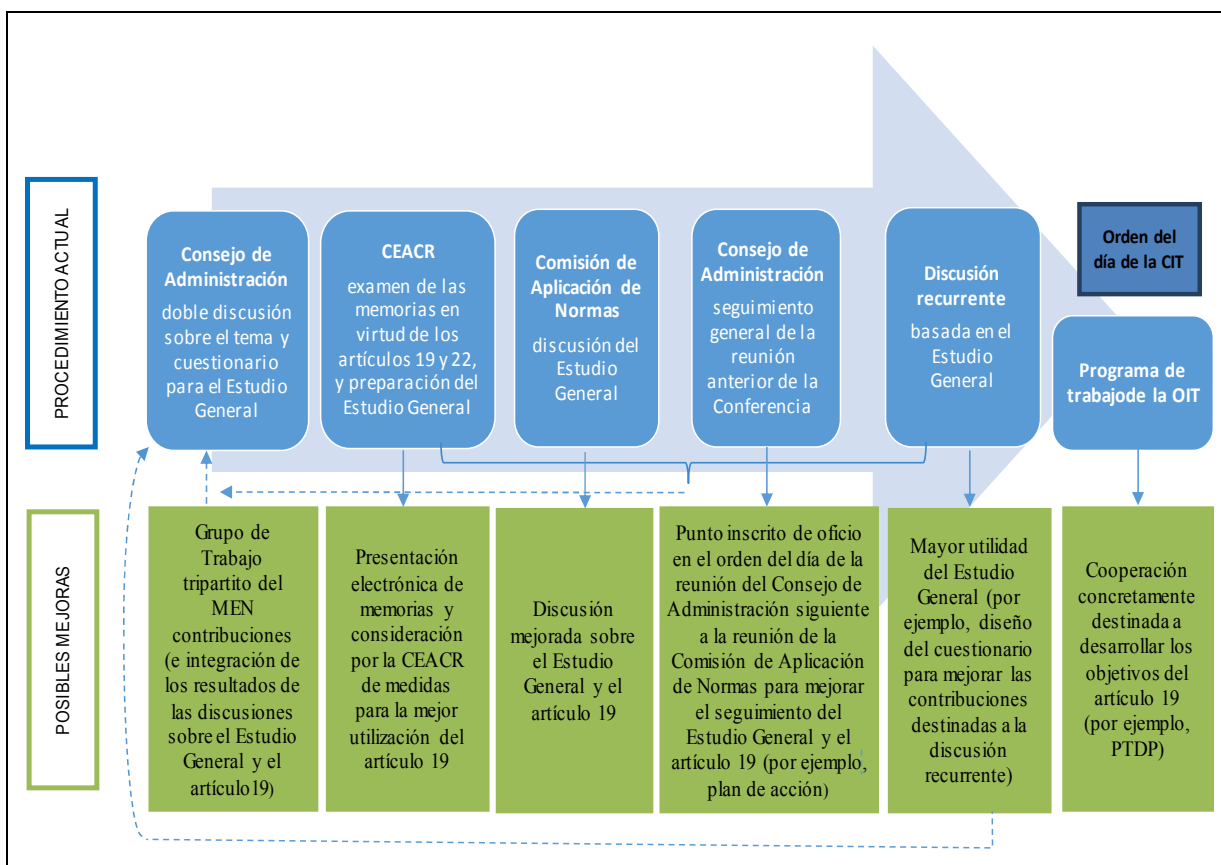 PROCEDIMIENTO ACTUAL
Consejo de
Administración
doble discusión
sobre el tema y
cuestionario
para el Estudio
General
CEACR
examen de las
memorias en
virtud de los
artículos 19 y 22,
y preparación del
Estudio General
Comisión de
Aplicación de
Normas
discusión del
Estudio
General
Consejo de
Administración
seguimiento
general de la
reunión
anterior de la
Conferencia
Discusión
recurrente
basada en el
Estudio
General
Orden del
día de la CIT
Programa de
trabajode la OIT
POSIBLES MEJORAS
Grupo de
Trabajo
tripartito del
MEN
contribuciones
(e integración de
los resultados de
las discusiones
sobre el Estudio
General y el
artículo19)
Presentación
electrónica de
memorias y
consideración
por la CEACR
de medidas
para la mejor
utilización del
artículo 19
Discusión
mejorada sobre
el Estudio
General y el
artículo 19
Punto inscrito de oficio
en el orden del día de la
reunión del Consejo de
Administración siguiente
a la reunión de la
Comisión de Aplicación
de Normas para mejorar
el seguimiento del
Estudio General y el
artículo 19 (por ejemplo,
plan de acción)
Mayor utilidad
del Estudio
General (por
ejemplo, diseño
del cuestionario
para mejorar las
contribuciones
destinadas a la
discusión
recurrente)
Cooperación
concretamente
destinada a
desarrollar los
objetivos del
artículo 19
(por ejemplo,
PTDP)